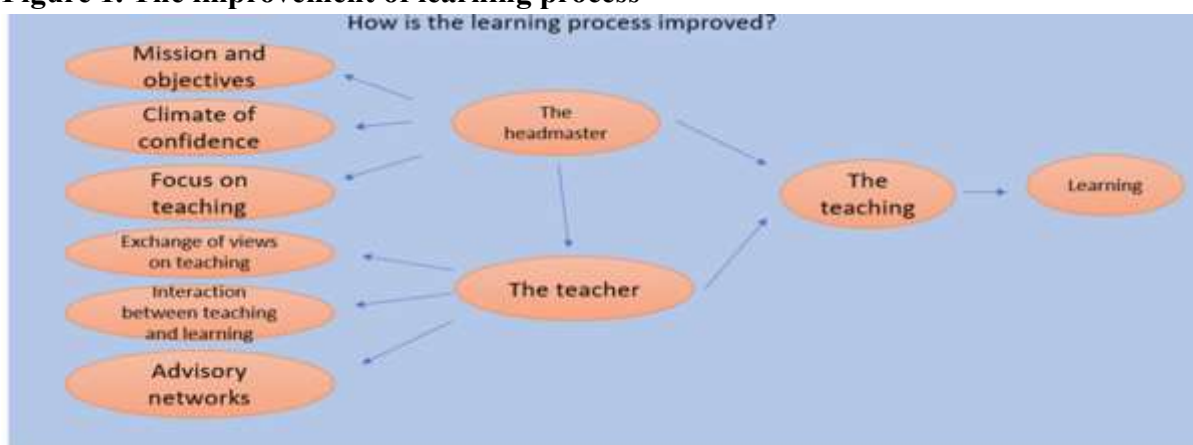 Figure 1. The improvement of learning process
How is the learning process improved?
Mission and
objectives
Climate of
confidence
Focus on
teaching
Exchange of views
on teaching
Interaction
between teaching
and learning
Advisory
networks
The
headmaster
The teacher
The
teaching
Learning